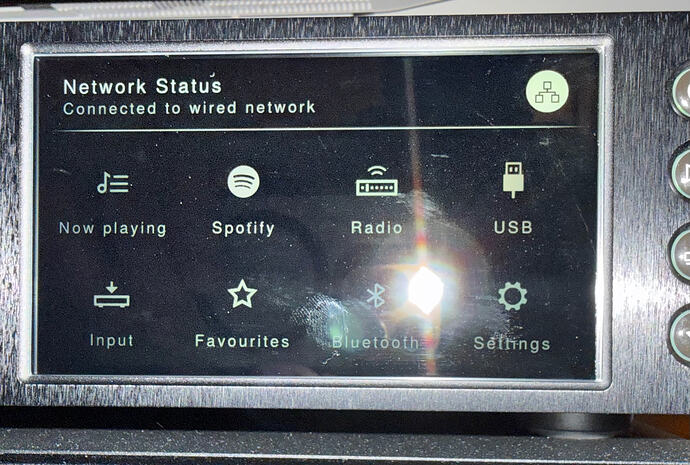 Network Status
Connected to wired network
Now playing
Spotify
Radio
USB
Input
Favourites
Bluetooth
Settings